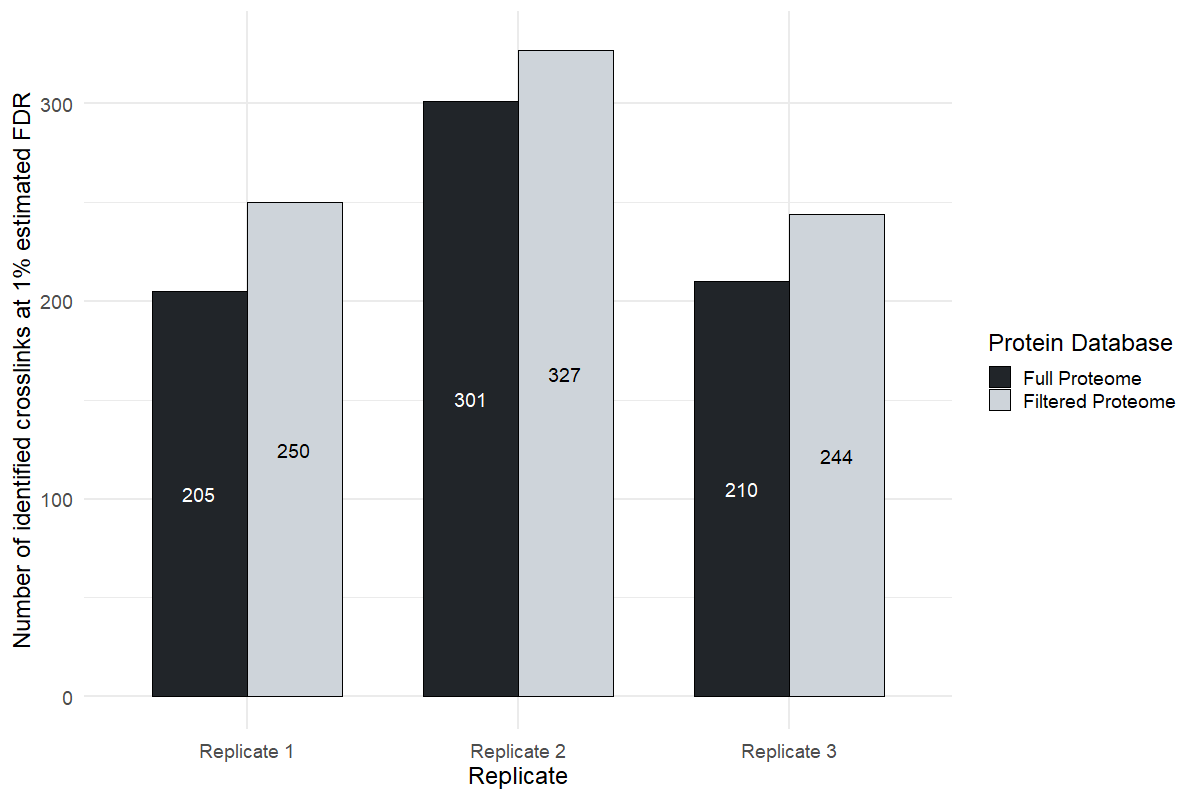 Number of identified crosslinks at 1% estimated FDR
300
200
100
0
205
250
301
327
210
244
Replicate 1
Replicate 2
Replicate 3
Replicate
Protein Database
Full Proteome
Filtered Proteome